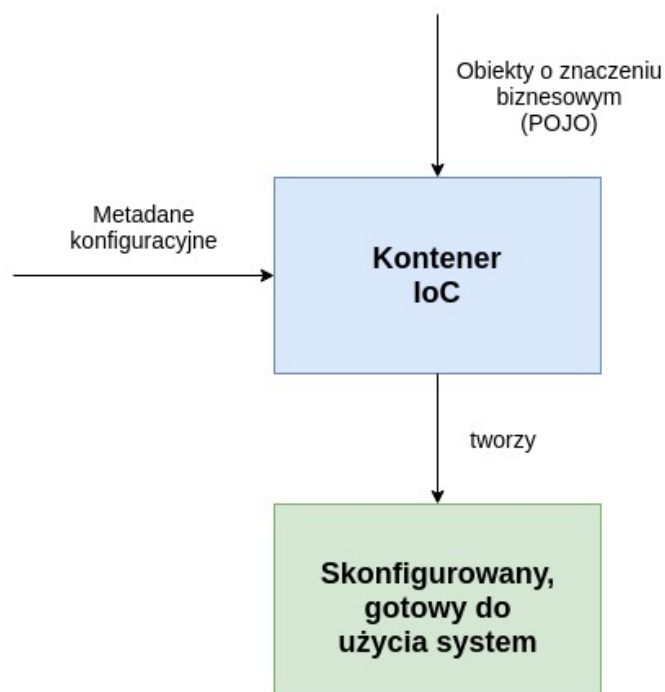 Obiekty o znaczeniu
biznesowym
(POJO)
Metadane
konfiguracyjne
Kontener
IoC
tworzy
Skonfigurowany,
gotowy do
użycia system